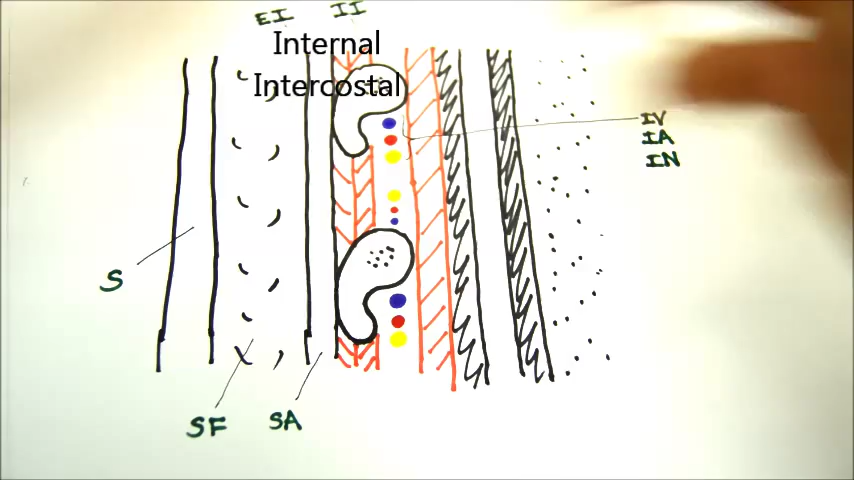 EI II
Internal
Intercostal
IV
IA
IN
S
SF SA